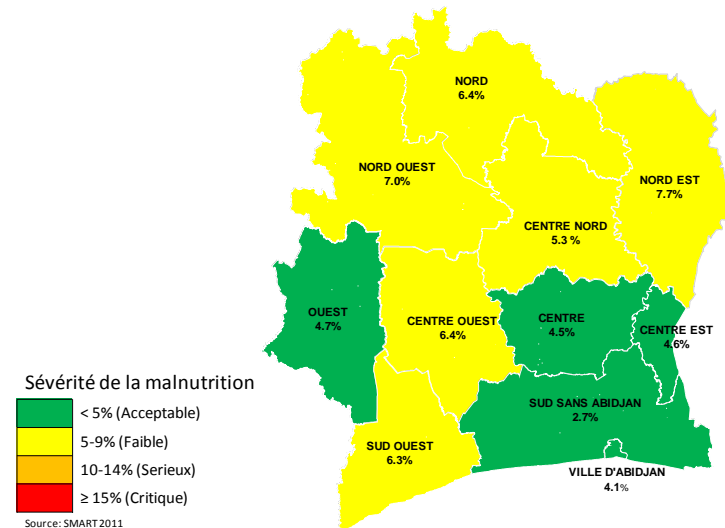 NORD
6.4%
NORD OUEST
7.0%
NORD EST
7.7%
CENTRE NORD
5.3 %
OUEST
4.7%
CENTRE OUEST
6.4%
CENTRE
4.5%
CENTRE EST
4.6%
SUD SANS ABIDJAN
2.7%
SUD OUEST
6.3%
VILLE D'ABIDJAN
4.1%
Sévérité de la malnutrition
< 5% (Acceptable)
5-9% (Faible)
10-14% (Serieux)
≥ 15% (Critique)
Source: SMART2011